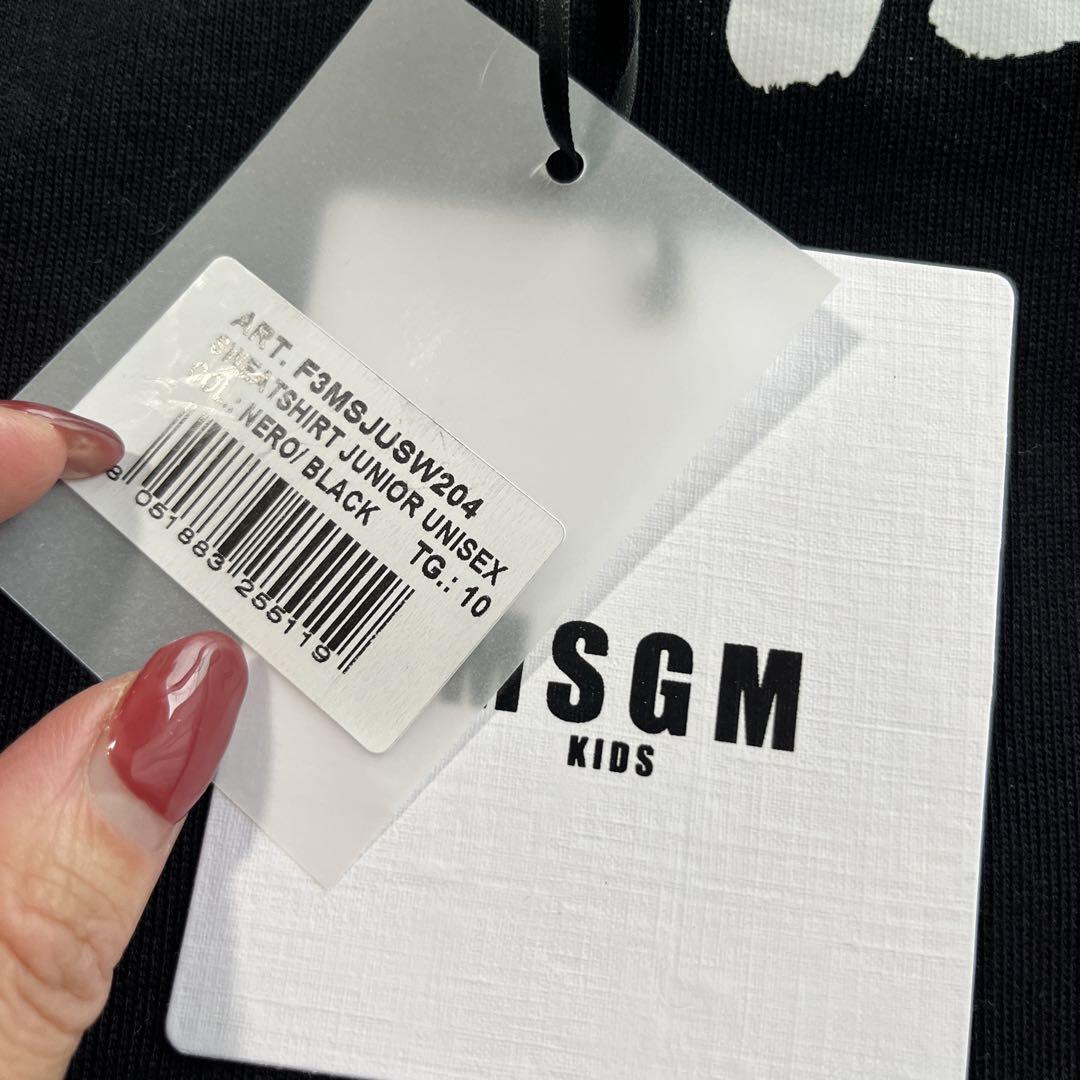 ART. F3MSJUSW204
SWEATSHIRT JUNIOR UNISEX
COL.: NERO/ BLACK
TG.: 10
8 051883 255119
MSGM
KIDS